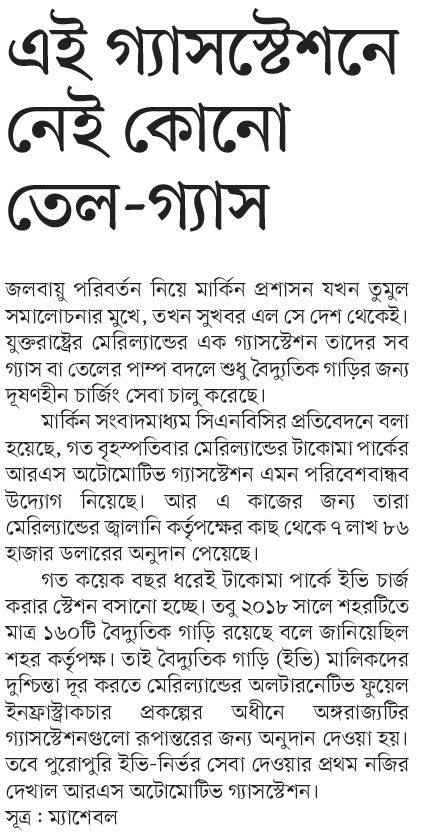 এই গ্যাসস্টেশনে
নেই কোনো
তেল-গ্যাস
জলবায়ু পরিবর্তন নিয়ে মার্কিন প্রশাসন যখন তুমুল
সমালোচনার মুখে, তখন সুখবর এল সে দেশ থেকেই।
যুক্তরাষ্ট্রের মেরিল্যান্ডের এক গ্যাসস্টেশন তাদের সব
গ্যাস বা তেলের পাম্প বদলে শুধু বৈদ্যুতিক গাড়ির জন্য
দূষণহীন চার্জিং সেবা চালু করেছে।
মার্কিন সংবাদমাধ্যম সিএনবিসির প্রতিবেদনে বলা
হয়েছে, গত বৃহস্পতিবার মেরিল্যান্ডের টাকোমা পার্কের
আরএস অটোমোটিভ গ্যাসস্টেশন এমন পরিবেশবান্ধব
উদ্যোগ নিয়েছে। আর এ কাজের জন্য তারা
মেরিল্যান্ডের জ্বালানি কর্তৃপক্ষের কাছ থেকে ৭ লাখ ৮৬
হাজার ডলারের অনুদান পেয়েছে।
গত কয়েক বছর ধরেই টাকোমা পার্কে ইভি চার্জ
করার স্টেশন বসানো হচ্ছে। তবু ২০১৮ সালে শহরটিতে
মাত্র ১৬০টি বৈদ্যুতিক গাড়ি রয়েছে বলে জানিয়েছিল
শহর কর্তৃপক্ষ। তাই বৈদ্যুতিক গাড়ি (ইভি) মালিকদের
দুশ্চিন্তা দূর করতে মেরিল্যান্ডের অলটারনেটিভ ফুয়েল
ইনফ্রাস্ট্রাকচার প্রকল্পের অধীনে অঙ্গরাজ্যটির
গ্যাসস্টেশনগুলো রূপান্তরের জন্য অনুদান দেওয়া হয়।
তবে পুরোপুরি ইভি-নির্ভর সেবা দেওয়ার প্রথম নজির
দেখাল আরএস অটোমোটিভ গ্যাসস্টেশন।
সূত্র : ম্যাশেবল